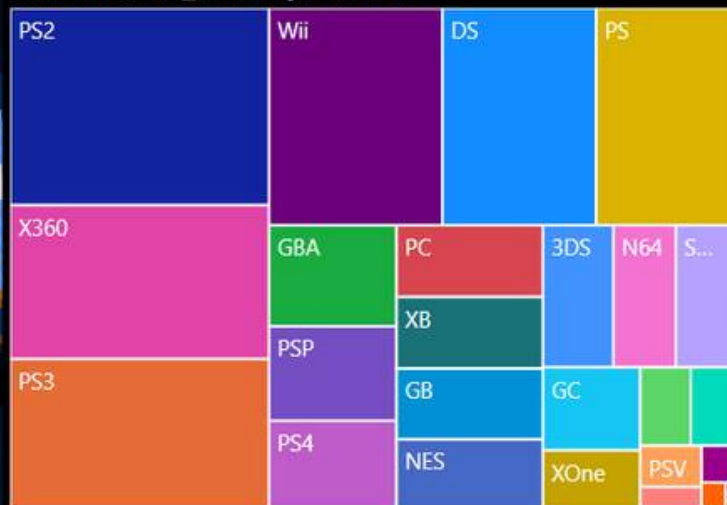 PS2
Wii
DS
PS
X360
GBA
PC
3DS
N64
S...
XB
PSP
PS3
GB
GC
PS4
NES
XOne
PSV